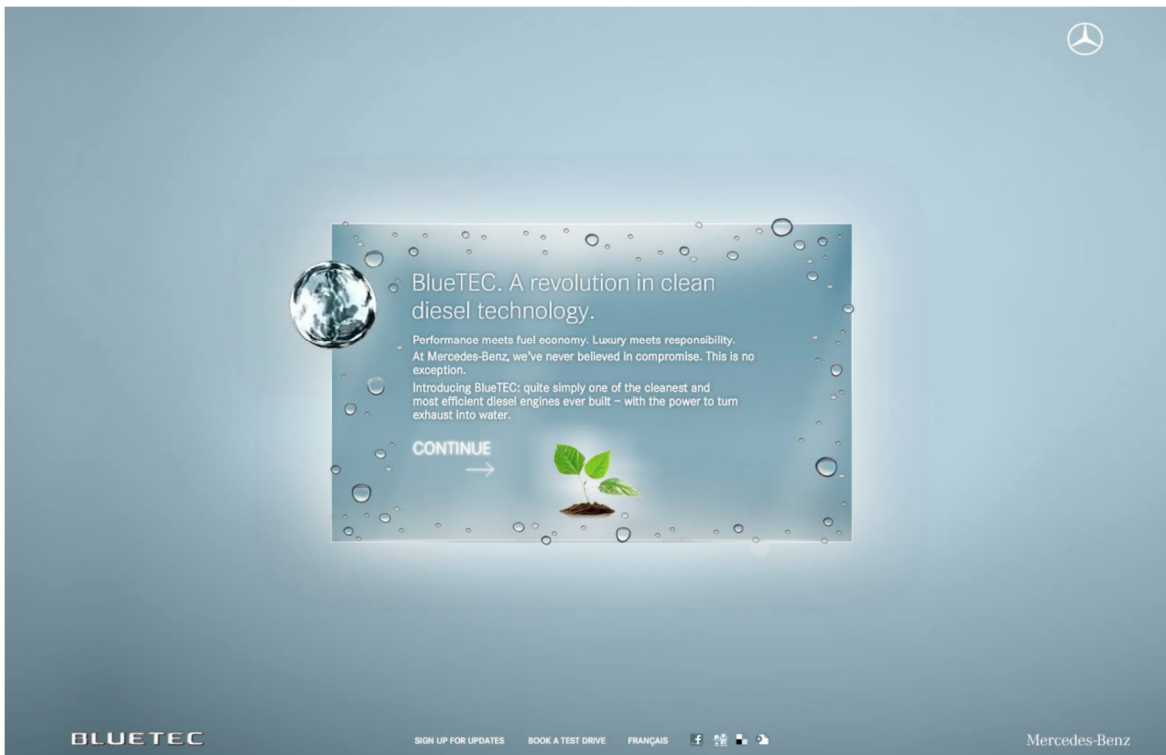 BlueTEC. A revolution in clean
diesel technology.
Performance meets fuel economy. Luxury meets responsibility.
At Mercedes-Benz, we've never believed in compromise. This is no
exception.
Introducing BlueTEC: quite simply one of the cleanest and
most efficient diesel engines ever built – with the power to turn
exhaust into water.
CONTINUE
BLUETEC
SIGN UP FOR UPDATES
BOOK A TEST DRIVE
FRANÇAIS
f
Mercedes-Benz